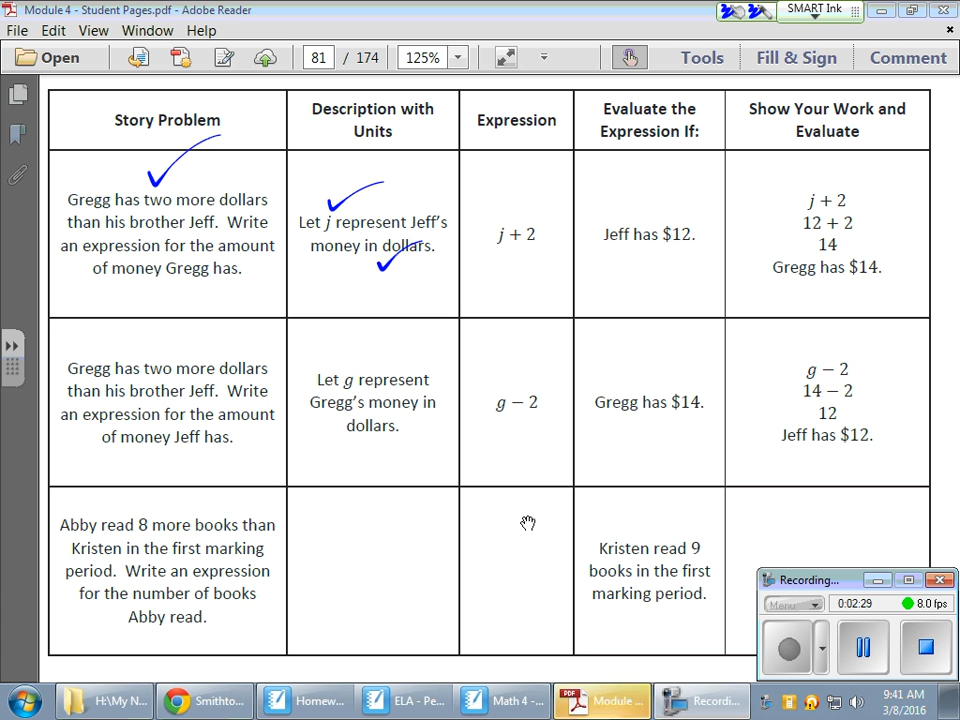 Module 4 - Student Pages.pdf - Adobe Reader
SMART Ink
File Edit View Window Help
Open
81 / 174
125%
Tools
Fill & Sign
Comment
Story Problem
Description with
Units
Expression
Evaluate the
Expression If:
Show Your Work and
Evaluate
Gregg has two more dollars
than his brother Jeff. Write
an expression for the amount
of money Gregg has.
Let j represent Jeff's
money in dollars.
j + 2
Jeff has $12.
j + 2
12 + 2
14
Gregg has $14.
Gregg has two more dollars
than his brother Jeff. Write
an expression for the amount
of money Jeff has.
Let g represent
Gregg's money in
dollars.
g − 2
Gregg has $14.
g − 2
14 − 2
12
Jeff has $12.
Abby read 8 more books than
Kristen in the first marking
period. Write an expression
for the number of books
Abby read.
Kristen read 9
books in the first
marking period.
Recording...
Menu
0:02:29
8.0 fps
H:\My N...
Smithto...
Homew...
ELA - Pe...
Math 4 -...
Module ...
Recordi...
9:41 AM
3/8/2016